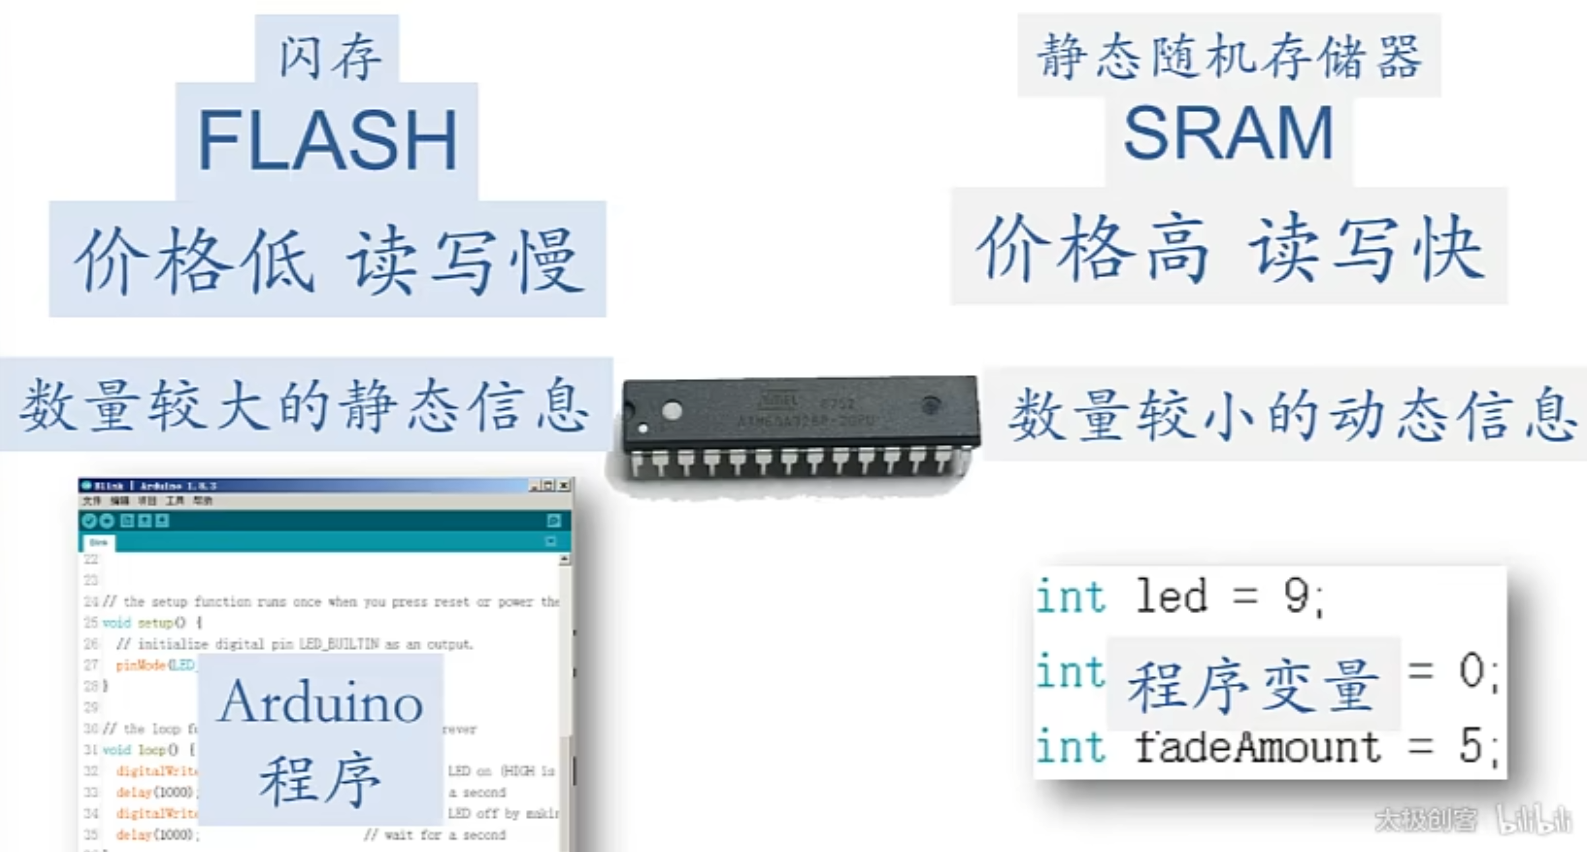 闪存
FLASH
价格低 读写慢
数量较大的静态信息
静态随机存储器
SRAM
价格高 读写快
数量较小的动态信息
ATMEL 0752
ATMEGA328P-20PU
Blink | Arduino 1.8.3
文件 编辑 项目 工具 帮助
Blink
22
23
24 // the setup function runs once when you press reset or power the
25 void setup() {
26 // initialize digital pin LED_BUILTIN as an output.
27 pinMode(LED_
28 }
29
30 // the loop fu rever
31 void loop() {
32 digitalWrite LED on (HIGH is
33 delay(1000); a second
34 digitalWrite LED off by makin
35 delay(1000); // wait for a second
Arduino
程序
int led = 9;
int = 0;
程序变量
int fadeAmount = 5;
太极创客 bilibili